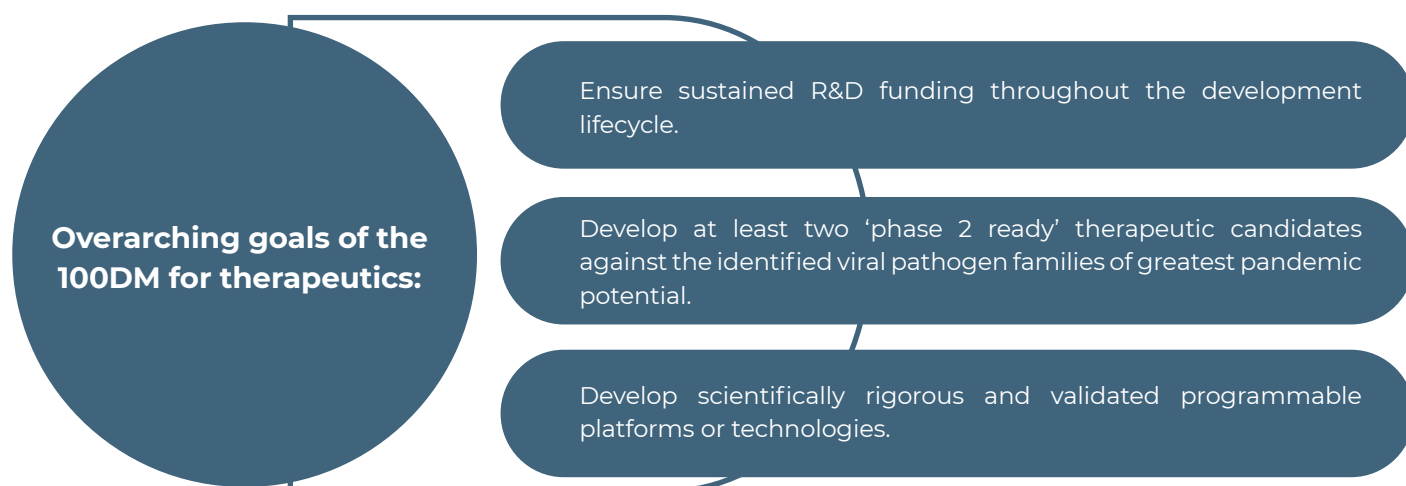 Overarching goals of the
100DM for therapeutics:
Ensure sustained R&D funding throughout the development
lifecycle.
Develop at least two ‘phase 2 ready’ therapeutic candidates
against the identified viral pathogen families of greatest pandemic
potential.
Develop scientifically rigorous and validated programmable
platforms or technologies.